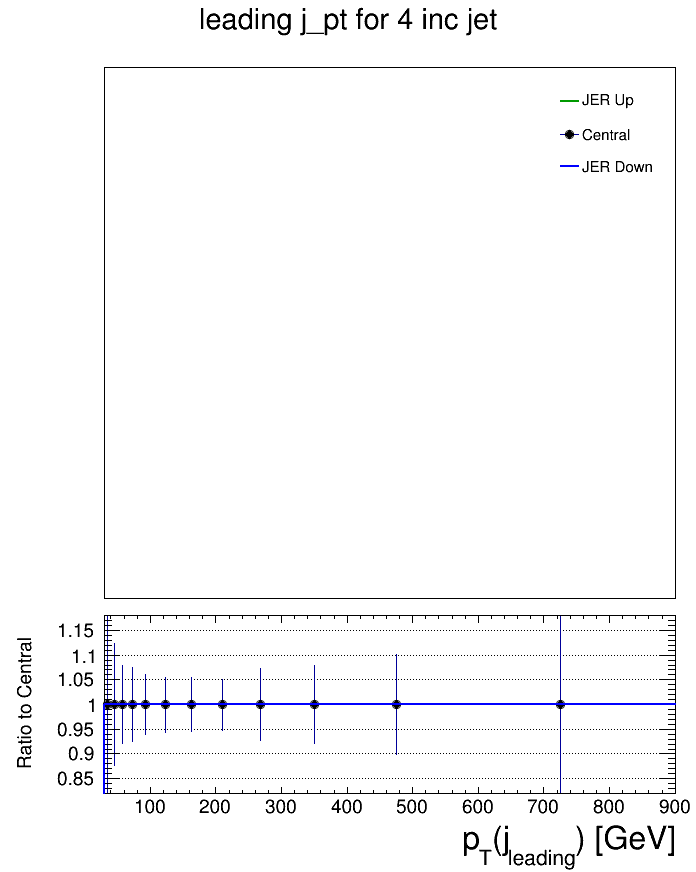 leading j_pt for 4 inc jet
JER Up
Central
JER Down
Ratio to Central
1.15
1.1
1.05
1
0.95
0.9
0.85
100 200 300 400 500 600 700 800 900
p_T(j_leading) [GeV]